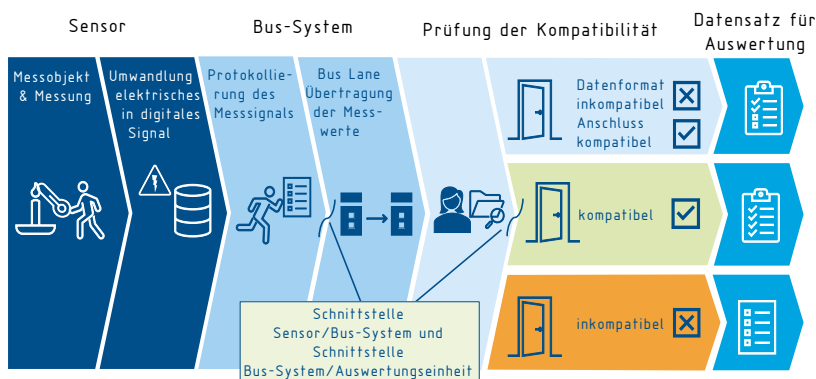 Sensor
Bus-System
Prüfung der Kompatibilität
Datensatz für
Auswertung
Messobjekt
& Messung
Umwandlung
elektrisches
in digitales
Signal
Protokollie-
rung des
Messsignals
Bus Lane
Übertragung
der Mess-
werte
Datenformat
inkompatibel
Anschluss
kompatibel
kompatibel
inkompatibel
Schnittstelle
Sensor/Bus-System und
Schnittstelle
Bus-System/Auswertungseinheit